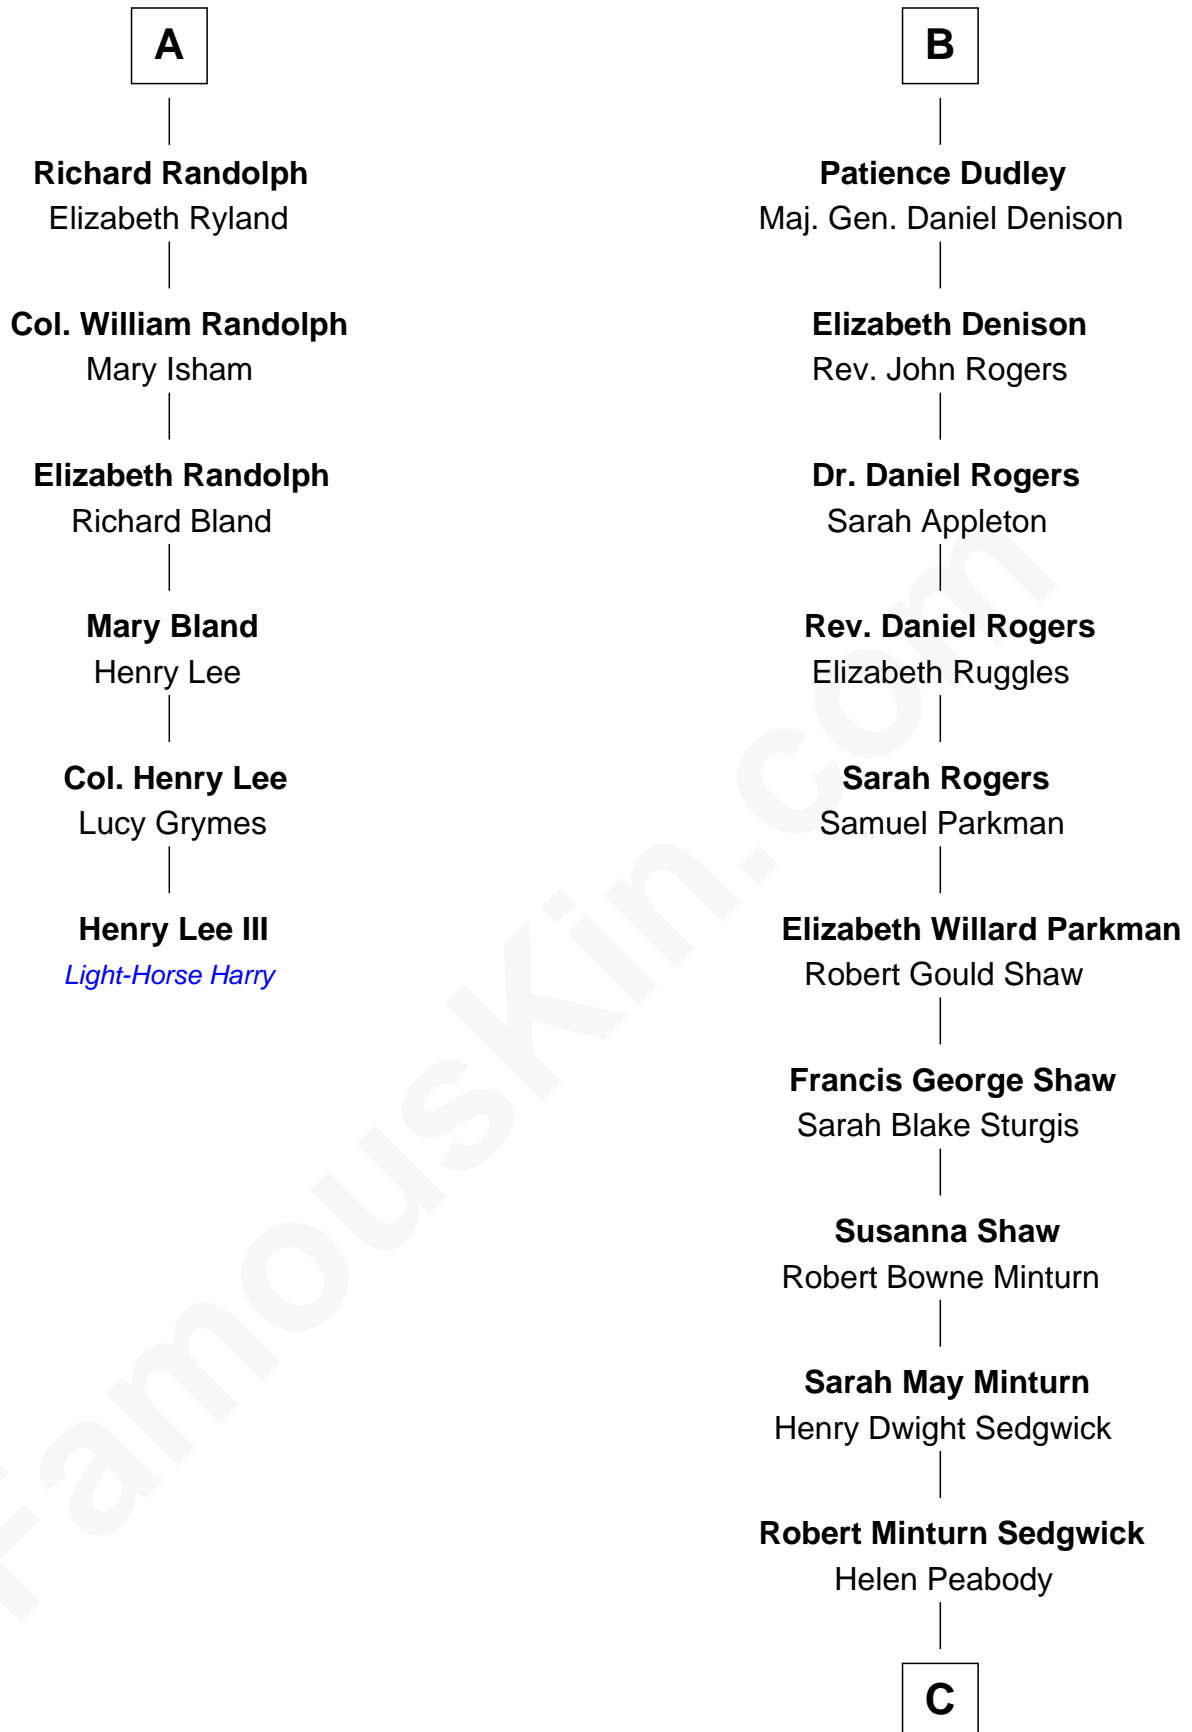 A
Richard Randolph
Elizabeth Ryland
Col. William Randolph
Mary Isham
Elizabeth Randolph
Richard Bland
Mary Bland
Henry Lee
Col. Henry Lee
Lucy Grymes
Henry Lee III
Light-Horse Harry
B
Patience Dudley
Maj. Gen. Daniel Denison
Elizabeth Denison
Rev. John Rogers
Dr. Daniel Rogers
Sarah Appleton
Rev. Daniel Rogers
Elizabeth Ruggles
Sarah Rogers
Samuel Parkman
Elizabeth Willard Parkman
Robert Gould Shaw
Francis George Shaw
Sarah Blake Sturgis
Susanna Shaw
Robert Bowne Minturn
Sarah May Minturn
Henry Dwight Sedgwick
Robert Minturn Sedgwick
Helen Peabody
C
FamousKin.com